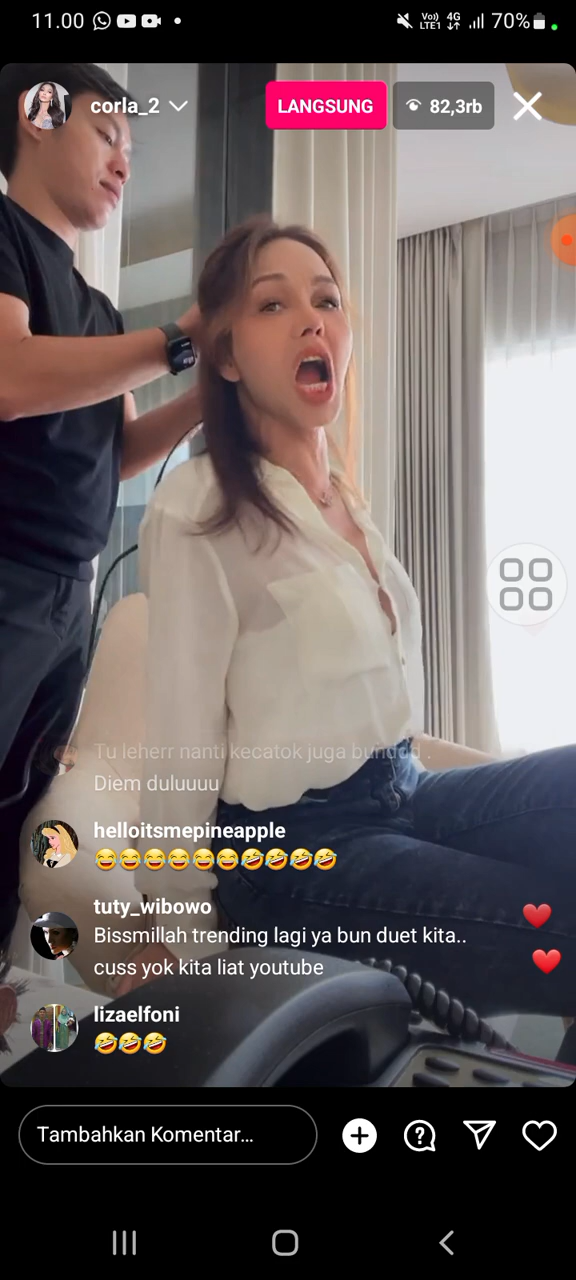 11.00
Vo)) 4G
LTE1
70%
corla_2
LANGSUNG
82,3rb
Tu leherr nanti kecatok juga bunddd .
Diem duluuuu
helloitsmepineapple
😂😂😂😂😂😂🤣🤣🤣🤣
tuty_wibowo
Bissmillah trending lagi ya bun duet kita..
cuss yok kita liat youtube
lizaelfoni
🤣🤣🤣
Tambahkan Komentar...